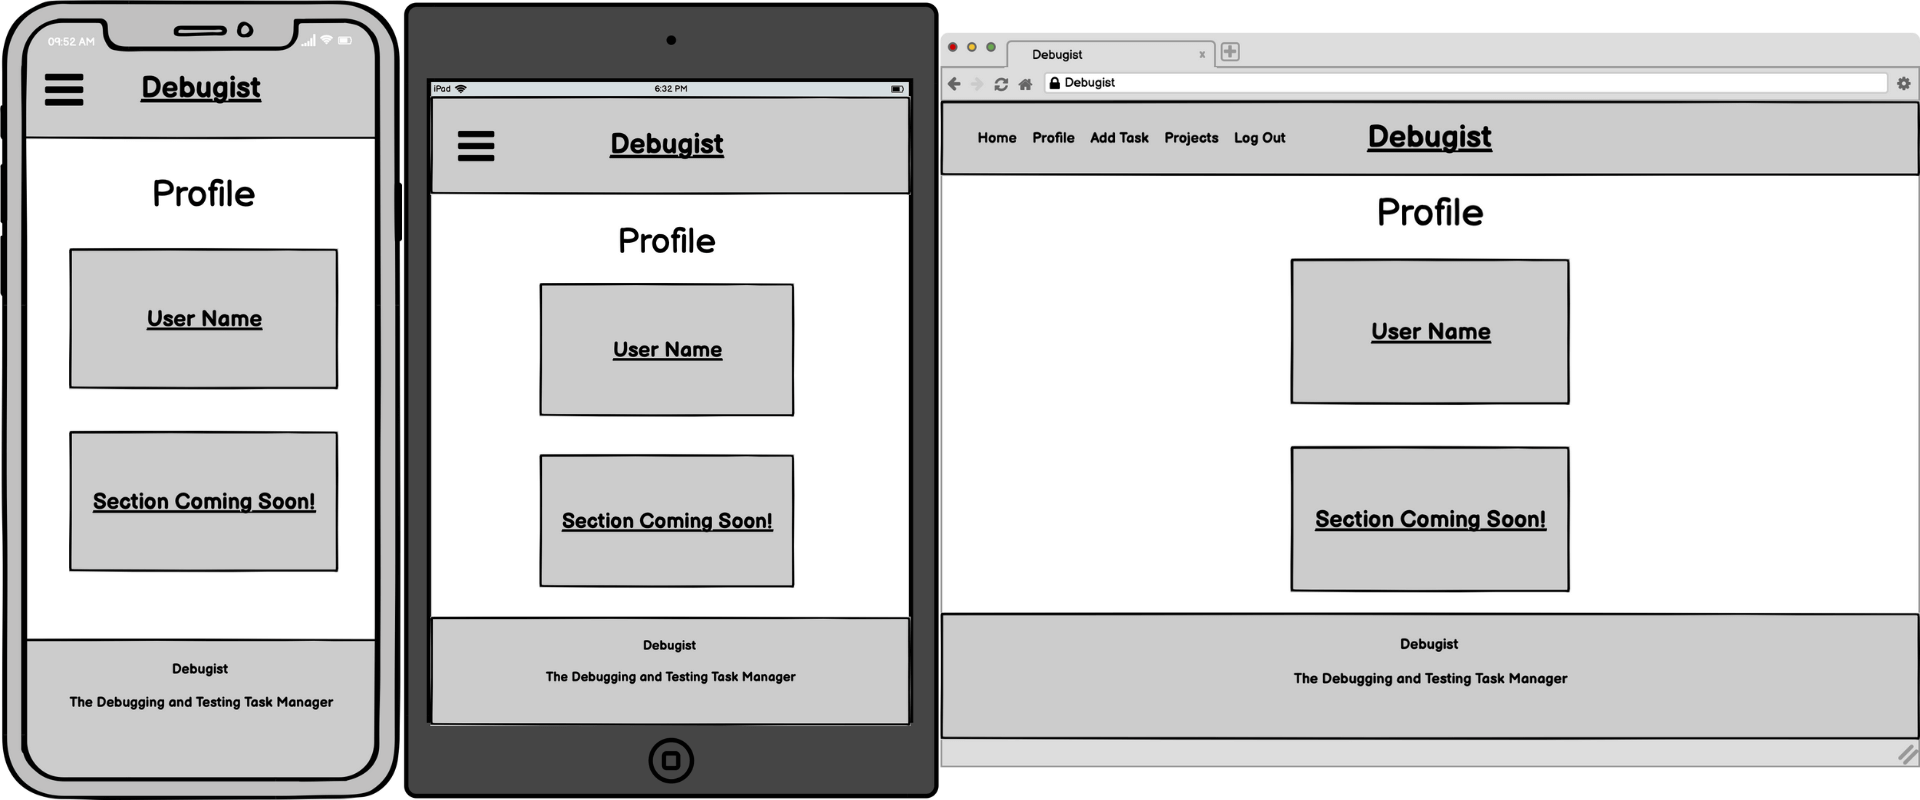 09:52 AM
Debugist
Profile
User Name
Section Coming Soon!
Debugist
The Debugging and Testing Task Manager
iPad
6:32 PM
Debugist
Profile
User Name
Section Coming Soon!
Debugist
The Debugging and Testing Task Manager
Debugist x
Debugist
Home Profile Add Task Projects Log Out Debugist
Profile
User Name
Section Coming Soon!
Debugist
The Debugging and Testing Task Manager